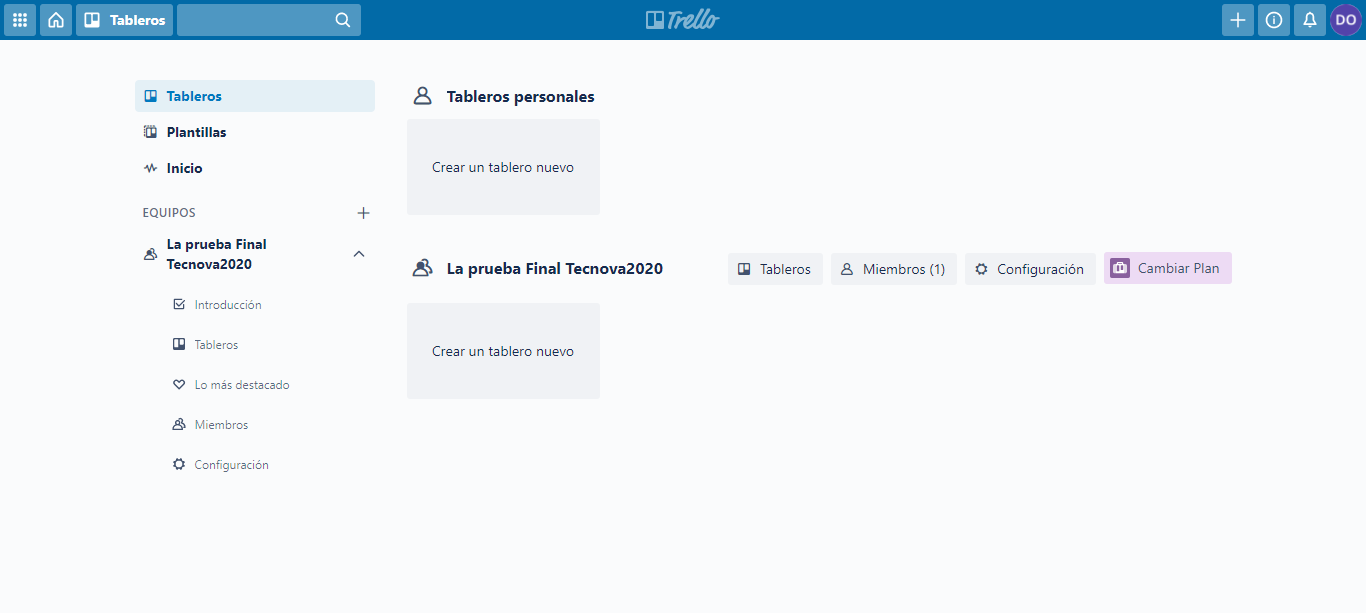 Tableros
Trello
DO
Tableros
Plantillas
Inicio
EQUIPOS
La prueba Final
Tecnova2020
Introducción
Tableros
Lo más destacado
Miembros
Configuración
Tableros personales
Crear un tablero nuevo
La prueba Final Tecnova2020
Tableros
Miembros (1)
Configuración
Cambiar Plan
Crear un tablero nuevo